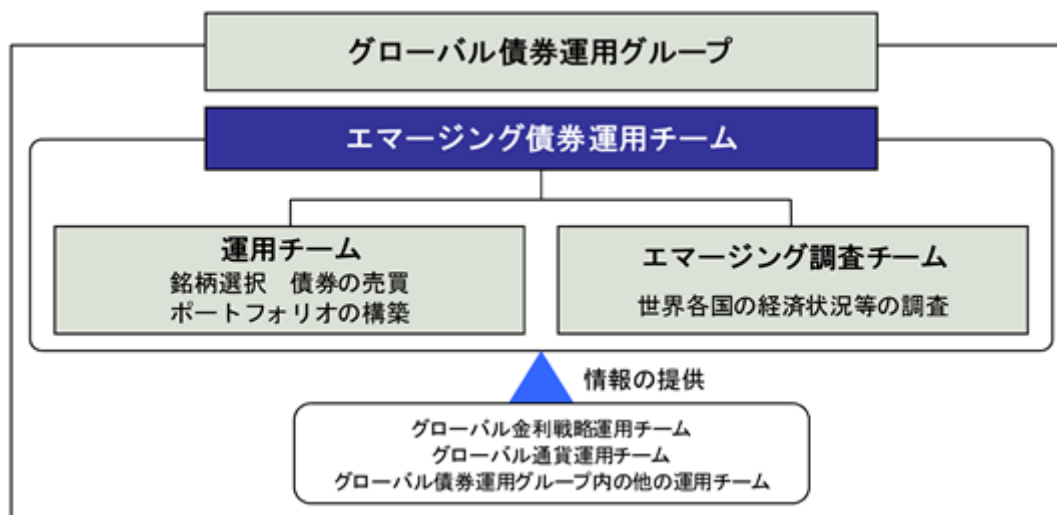 グローバル債券運用グループ
エマージング債券運用チーム
運用チーム
銘柄選択　債券の売買
ポートフォリオの構築
エマージング調査チーム
世界各国の経済状況等の調査
情報の提供
グローバル金利戦略運用チーム
グローバル通貨運用チーム
グローバル債券運用グループ内の他の運用チーム